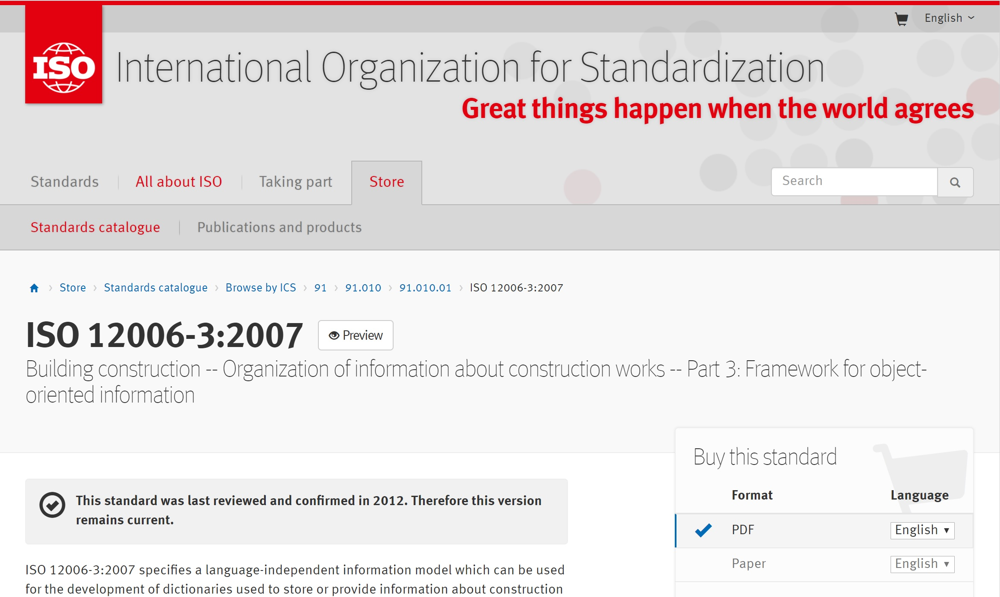 English
ISO
International Organization for Standardization
Great things happen when the world agrees
Standards All about ISO Taking part Store Search
Standards catalogue Publications and products
Store Standards catalogue Browse by ICS 91 91.010 91.010.01 ISO 12006-3:2007
ISO 12006-3:2007 Preview
Building construction -- Organization of information about construction works -- Part 3: Framework for object-
oriented information
This standard was last reviewed and confirmed in 2012. Therefore this version
remains current.
ISO 12006-3:2007 specifies a language-independent information model which can be used
for the development of dictionaries used to store or provide information about construction
Buy this standard
Format Language
PDF English
Paper English